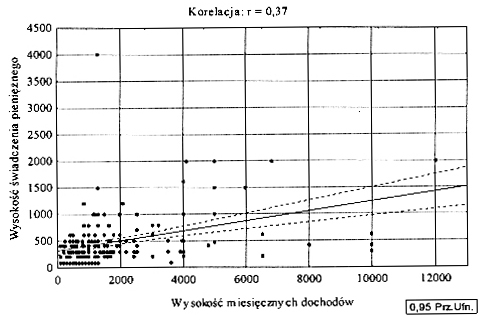 Korelacja: r = 0,37
4500
4000
3500
3000
2500
2000
1500
1000
500
0
Wysokość świadczenia pieniężnego
0 2000 4000 6000 8000 10000 12000
Wysokość miesięcznych dochodów
0,95 Prz.Ufn.